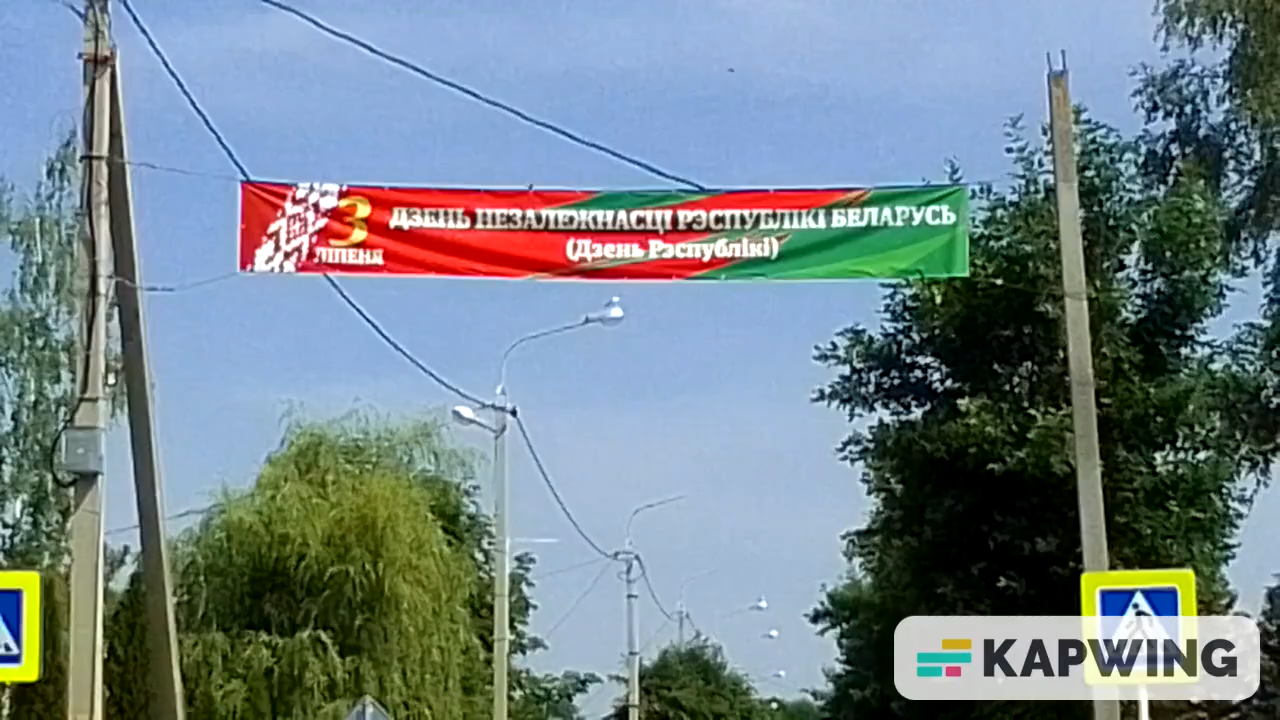 3
ЛІПЕНЯ
ДЗЕНЬ НЕЗАЛЕЖНАСЦІ РЭСПУБЛІКІ БЕЛАРУСЬ
(Дзень Рэспублікі)
KAPWING